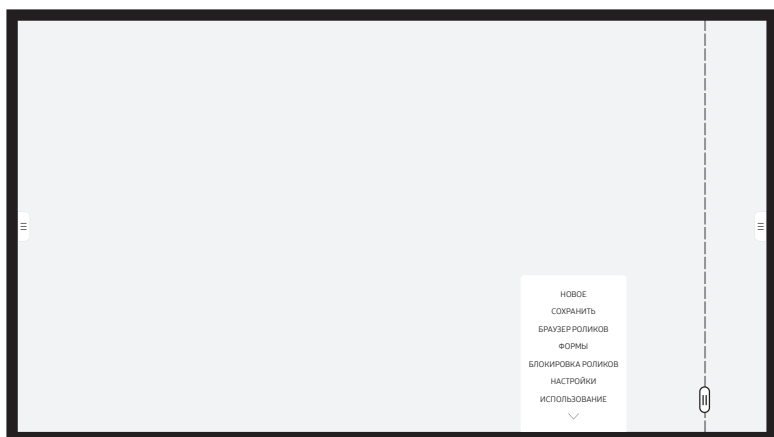 НОВОЕ
СОХРАНИТЬ
БРАУЗЕР РОЛИКОВ
ФОРМЫ
БЛОКИРОВКА РОЛИКОВ
НАСТРОЙКИ
ИСПОЛЬЗОВАНИЕ